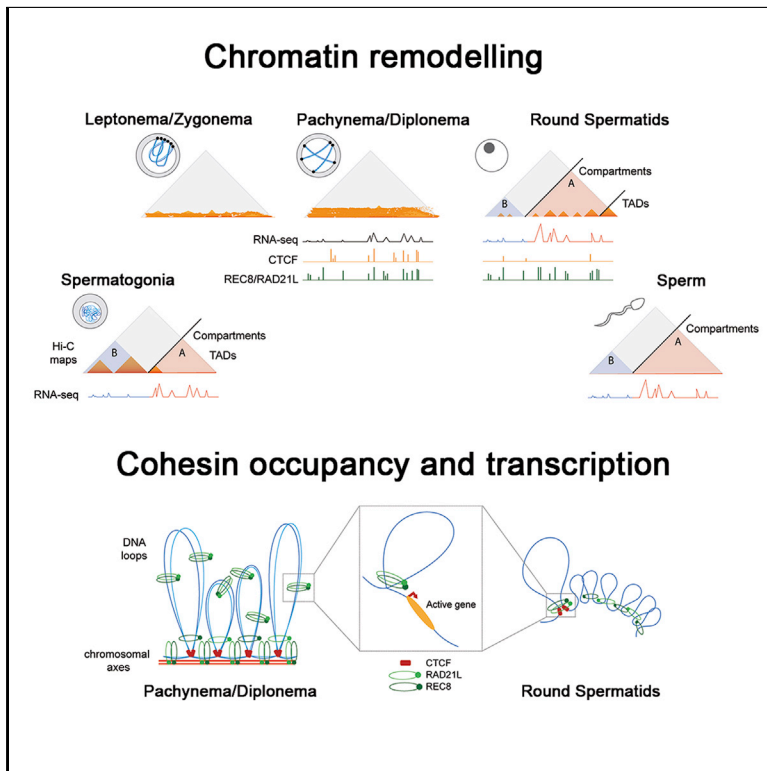 Chromatin remodelling
Leptonema/Zygonema
Pachynema/Diplonema
Round Spermatids
Compartments
A
B
TADs
RNA-seq
CTCF
REC8/RAD21L
Spermatogonia
Hi-C
maps
B
A
Compartments
TADs
RNA-seq
Sperm
Compartments
A
B
Cohesin occupancy and transcription
DNA
loops
chromosomal
axes
Pachynema/Diplonema
Active gene
CTCF
RAD21L
REC8
Round Spermatids